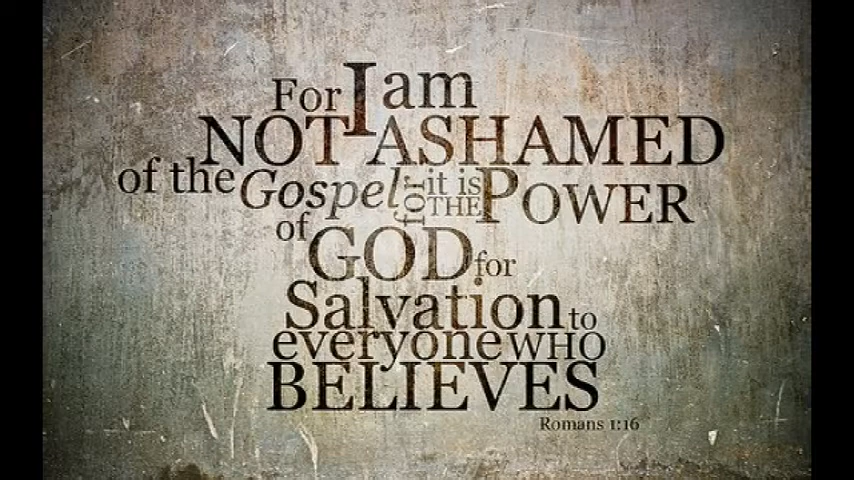 For I am
NOT ASHAMED
of the Gospel for it is THE POWER
of GOD for
Salvation to
everyone WHO
BELIEVES
Romans 1:16